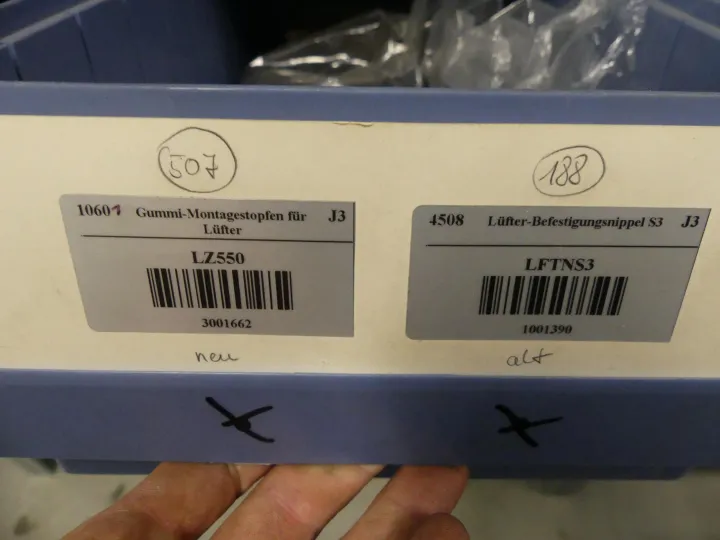 507
10601 Gummi-Montagestopfen für J3
Lüfter
LZ550
3001662
neu
188
4508 Lüfter-Befestigungsnippel S3 J3
LFTNS3
1001390
alt